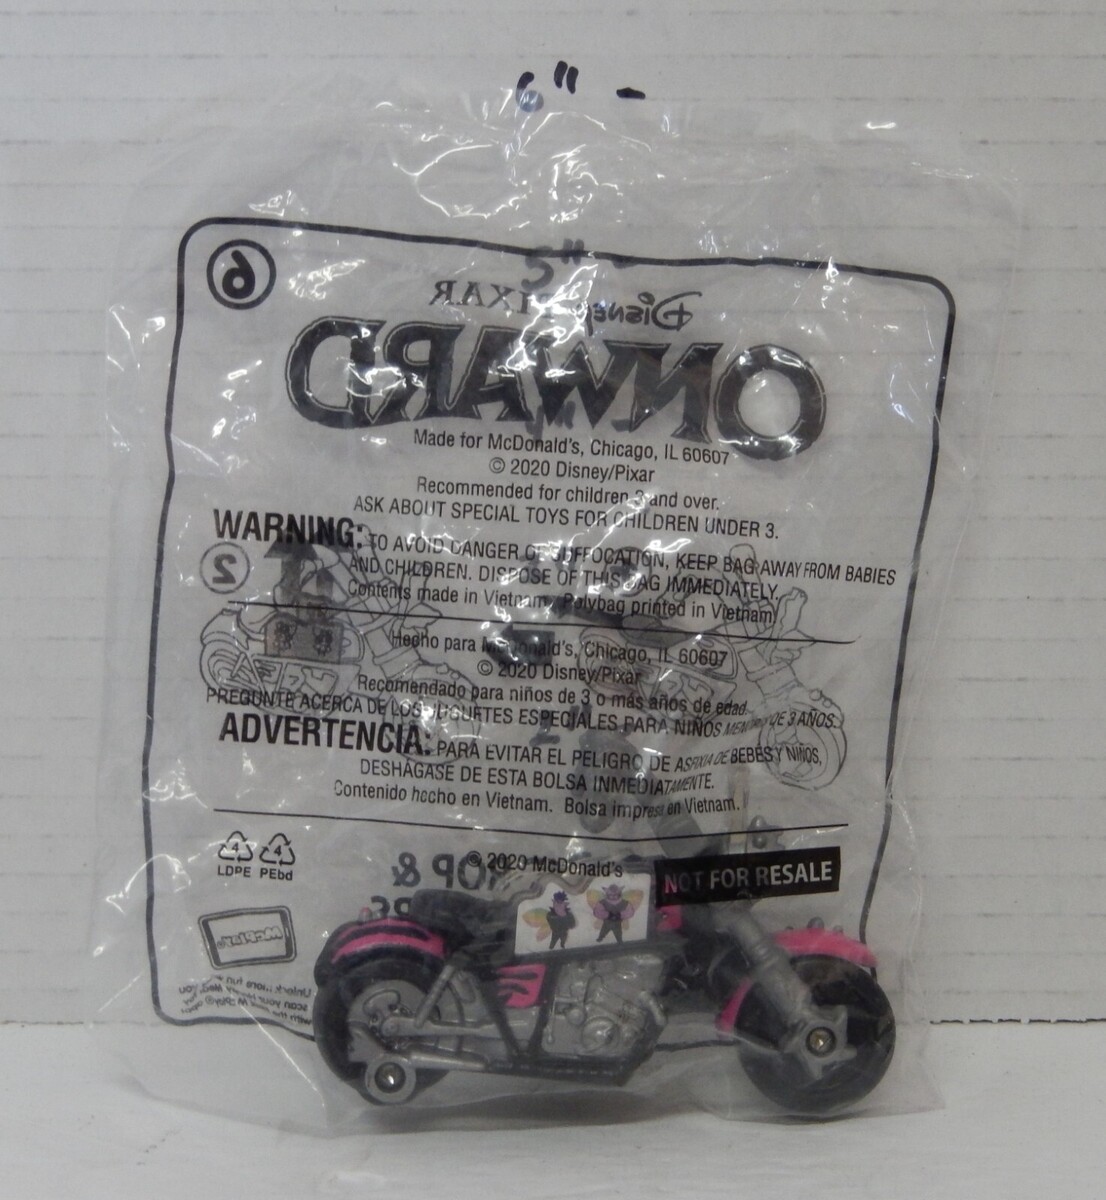 6" -
5" -
6
Disney PIXAR
ONWARD
Made for McDonald's, Chicago, IL 60607
© 2020 Disney/Pixar
Recommended for children 3 and over.
ASK ABOUT SPECIAL TOYS FOR CHILDREN UNDER 3.
WARNING: TO AVOID DANGER OF SUFFOCATION, KEEP BAG AWAY FROM BABIES
AND CHILDREN. DISPOSE OF THIS BAG IMMEDIATELY.
2
Contents made in Vietnam. Polybag printed in Vietnam.
Hecho para McDonald's, Chicago, IL 60607
© 2020 Disney/Pixar
Recomendado para niños de 3 o más años de edad.
PREGUNTE ACERCA DE LOS JUGUETES ESPECIALES PARA NIÑOS MENORES DE 3 AÑOS.
ADVERTENCIA: PARA EVITAR EL PELIGRO DE ASFIXIA DE BEBÉS Y NIÑOS,
DESHÁGASE DE ESTA BOLSA INMEDIATAMENTE.
Contenido hecho en Vietnam. Bolsa impresa en Vietnam.
© 2020 McDonald's
NOT FOR RESALE
LDPE PEbd
McPlay